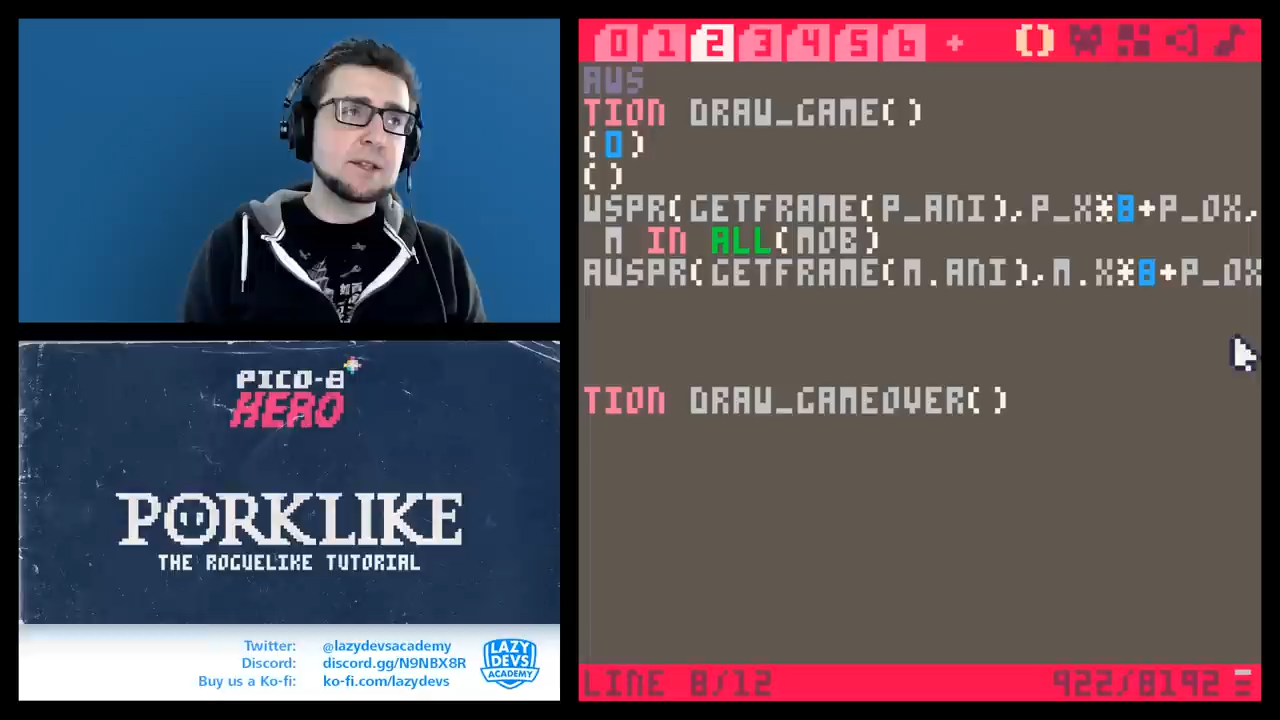 0 1 2 3 4 5 6 +
AWS
TION DRAW_GAME()
(0)
()
WSPR(GETFRAME(P_ANI),P_X*8+P_OX,
M IN ALL(MOB)
AWSPR(GETFRAME(M.ANI),M.X*8+P_OX
TION DRAW_GAMEOVER()
LINE 8/12
922/8192
PICO-8
HERO
PORKLIKE
THE ROGUELIKE TUTORIAL
Twitter: @lazydevsacademy
Discord: discord.gg/N9NBX8R
Buy us a Ko-fi: ko-fi.com/lazydevs
LAZY
DEVS
ACADEMY